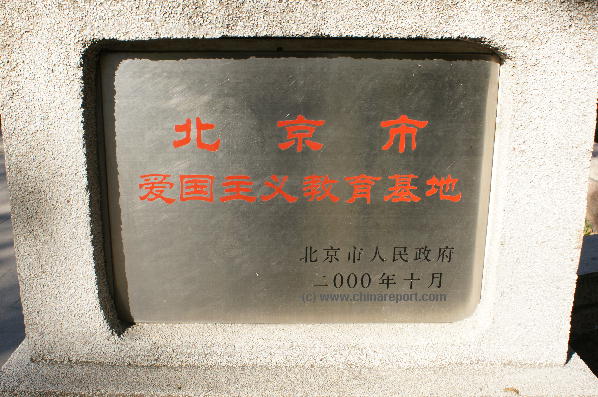 北京市
爱国主义教育基地
北京市人民政府
二000年十月
(c) www.chinareport.com